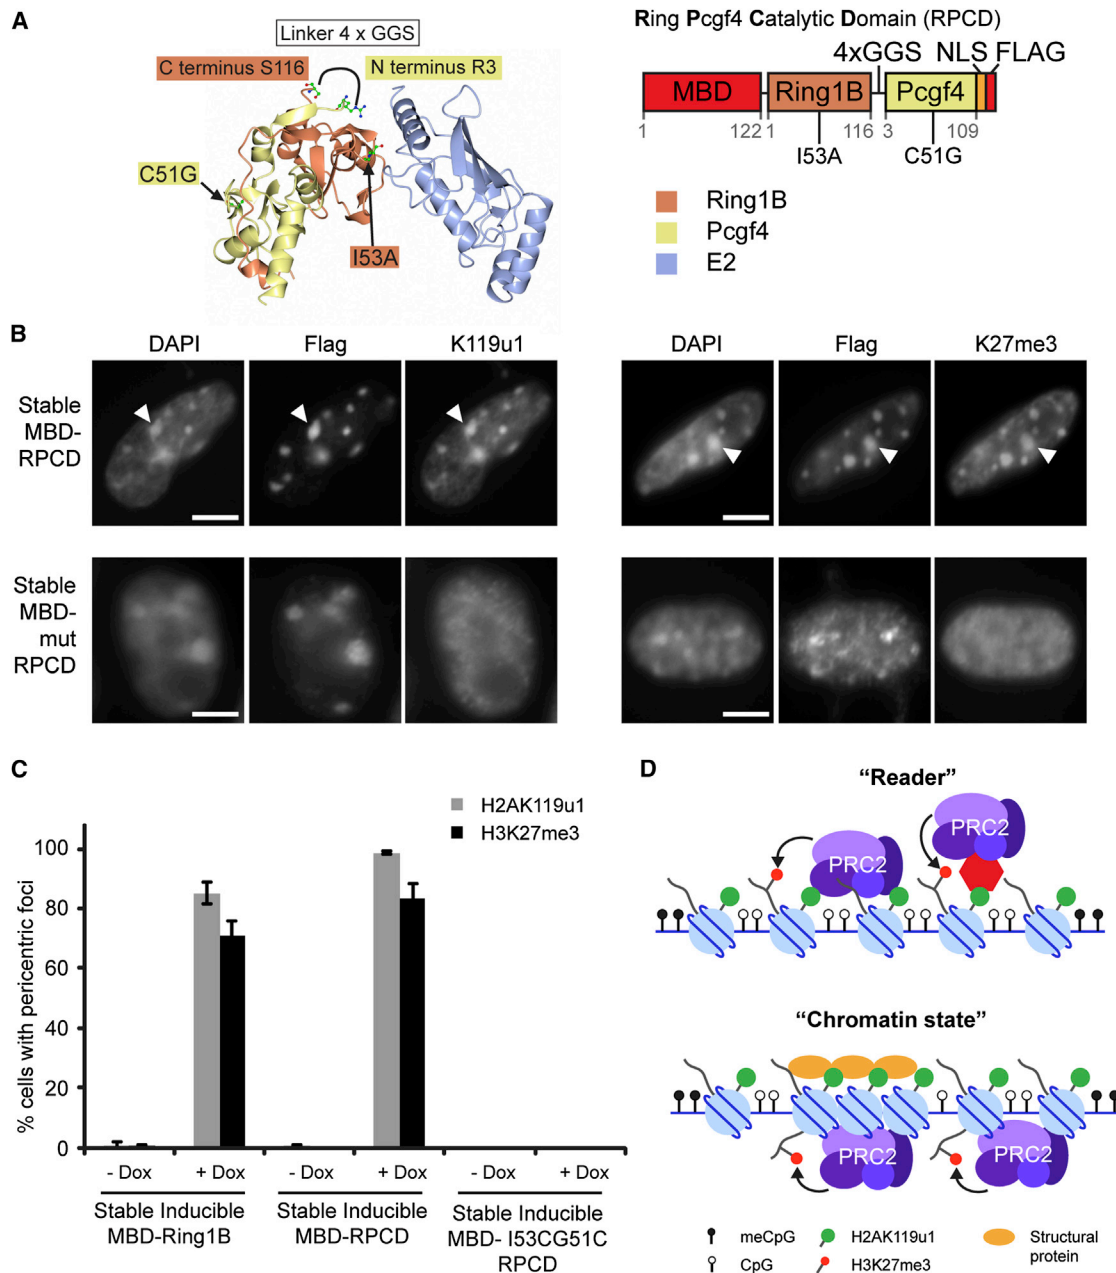 A
Linker 4 x GGS
C terminus S116
N terminus R3
C51G
I53A
Ring Pcgf4 Catalytic Domain (RPCD)
4xGGS NLS FLAG
MBD Ring1B Pcgf4
1 122 1 116 3 109
I53A C51G
Ring1B
Pcgf4
E2
B
DAPI Flag K119u1 DAPI Flag K27me3
Stable
MBD-
RPCD
Stable
MBD-
mut
RPCD
C
H2AK119u1
H3K27me3
% cells with pericentric foci
100
80
60
40
20
0
- Dox + Dox - Dox + Dox - Dox + Dox
Stable Inducible
MBD-Ring1B
Stable Inducible
MBD-RPCD
Stable Inducible
MBD- I53CG51C
RPCD
D
“Reader”
PRC2
PRC2
“Chromatin state”
PRC2
PRC2
meCpG
CpG
H2AK119u1
H3K27me3
Structural
protein